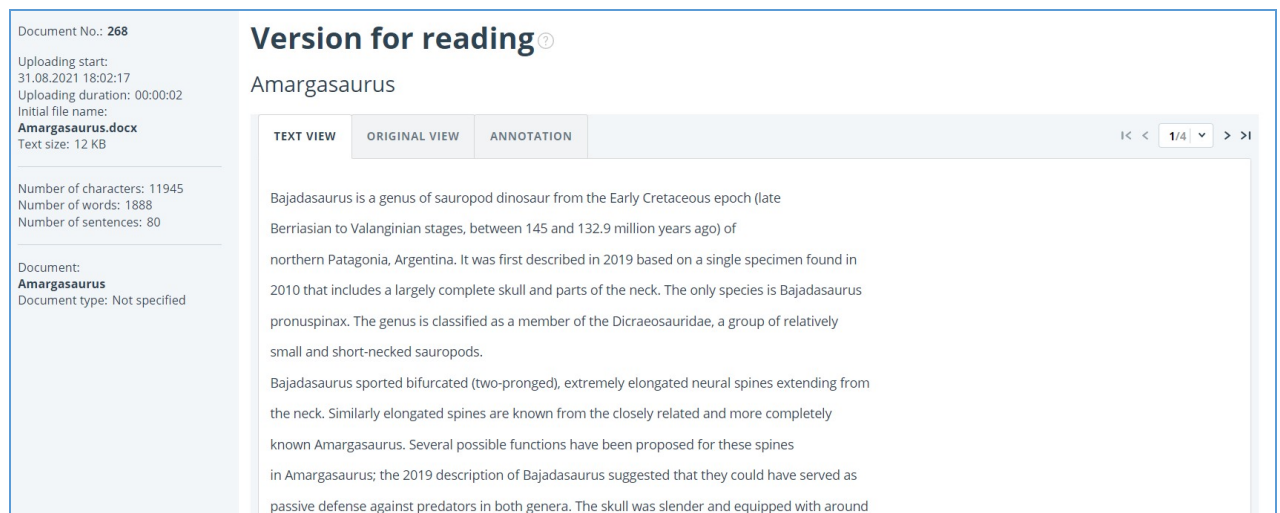 Document No.: 268
Uploading start:
31.08.2021 18:02:17
Uploading duration: 00:00:02
Initial file name:
Amargasaurus.docx
Text size: 12 KB
Number of characters: 11945
Number of words: 1888
Number of sentences: 80
Document:
Amargasaurus
Document type: Not specified
Version for reading ?
Amargasaurus
TEXT VIEW ORIGINAL VIEW ANNOTATION 1/4
Bajadasaurus is a genus of sauropod dinosaur from the Early Cretaceous epoch (late
Berriasian to Valanginian stages, between 145 and 132.9 million years ago) of
northern Patagonia, Argentina. It was first described in 2019 based on a single specimen found in
2010 that includes a largely complete skull and parts of the neck. The only species is Bajadasaurus
pronuspinax. The genus is classified as a member of the Dicraeosauridae, a group of relatively
small and short-necked sauropods.
Bajadasaurus sported bifurcated (two-pronged), extremely elongated neural spines extending from
the neck. Similarly elongated spines are known from the closely related and more completely
known Amargasaurus. Several possible functions have been proposed for these spines
in Amargasaurus; the 2019 description of Bajadasaurus suggested that they could have served as
passive defense against predators in both genera. The skull was slender and equipped with around